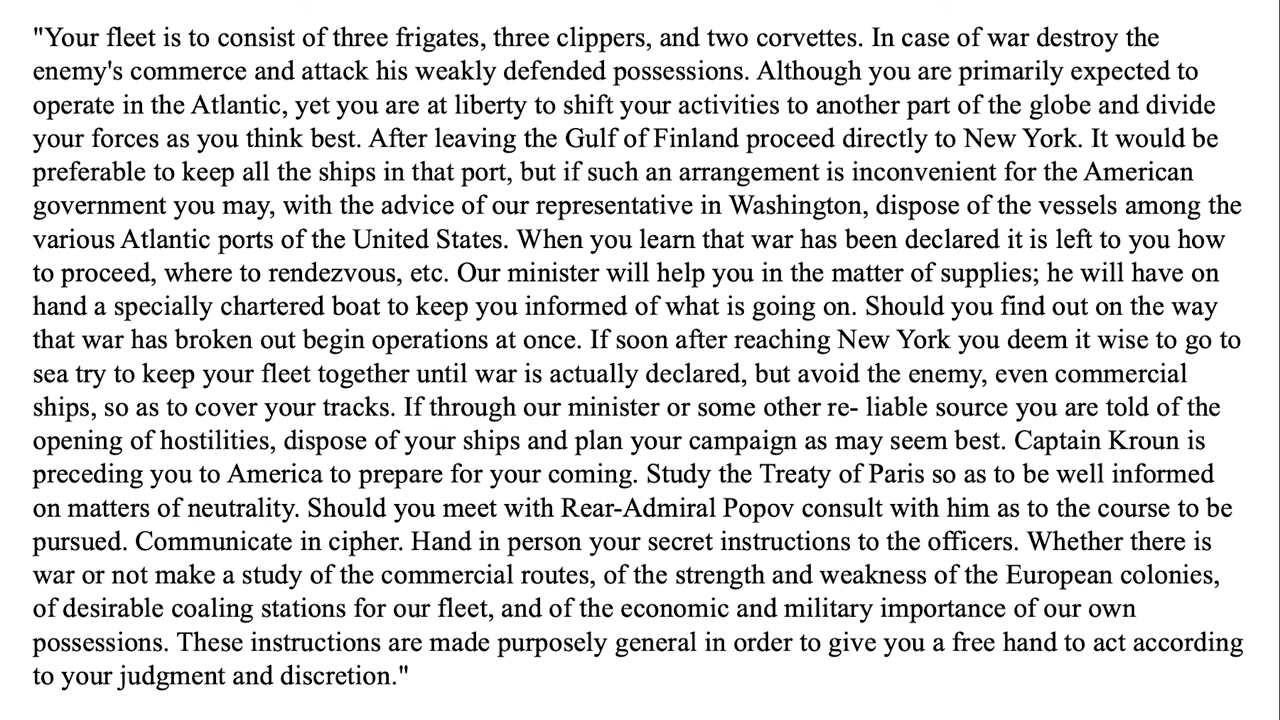 "Your fleet is to consist of three frigates, three clippers, and two corvettes. In case of war destroy the
enemy's commerce and attack his weakly defended possessions. Although you are primarily expected to
operate in the Atlantic, yet you are at liberty to shift your activities to another part of the globe and divide
your forces as you think best. After leaving the Gulf of Finland proceed directly to New York. It would be
preferable to keep all the ships in that port, but if such an arrangement is inconvenient for the American
government you may, with the advice of our representative in Washington, dispose of the vessels among the
various Atlantic ports of the United States. When you learn that war has been declared it is left to you how
to proceed, where to rendezvous, etc. Our minister will help you in the matter of supplies; he will have on
hand a specially chartered boat to keep you informed of what is going on. Should you find out on the way
that war has broken out begin operations at once. If soon after reaching New York you deem it wise to go to
sea try to keep your fleet together until war is actually declared, but avoid the enemy, even commercial
ships, so as to cover your tracks. If through our minister or some other re- liable source you are told of the
opening of hostilities, dispose of your ships and plan your campaign as may seem best. Captain Kroun is
preceding you to America to prepare for your coming. Study the Treaty of Paris so as to be well informed
on matters of neutrality. Should you meet with Rear-Admiral Popov consult with him as to the course to be
pursued. Communicate in cipher. Hand in person your secret instructions to the officers. Whether there is
war or not make a study of the commercial routes, of the strength and weakness of the European colonies,
of desirable coaling stations for our fleet, and of the economic and military importance of our own
possessions. These instructions are made purposely general in order to give you a free hand to act according
to your judgment and discretion."